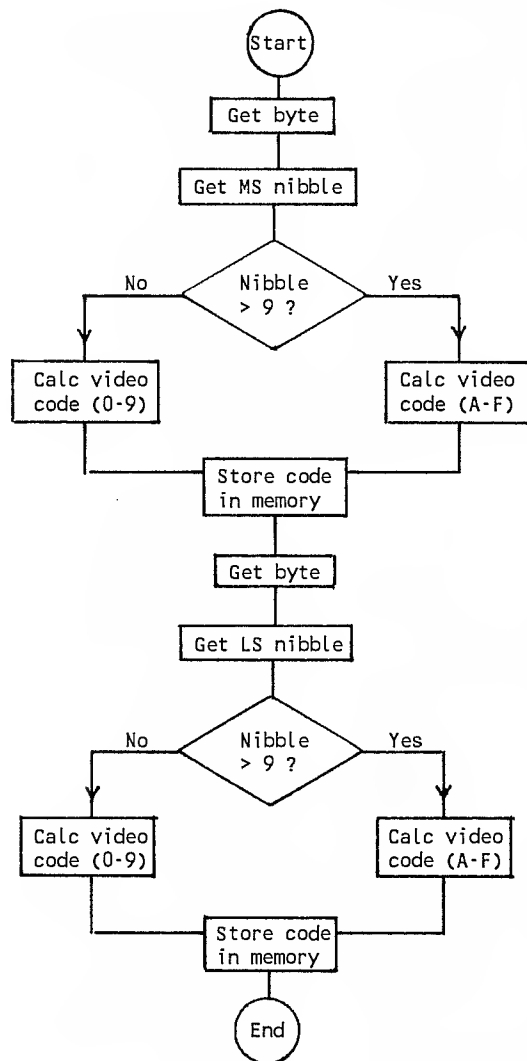 Start
Get byte
Get MS nibble
Nibble
> 9 ?
No
Yes
Calc video
code (0-9)
Calc video
code (A-F)
Store code
in memory
Get byte
Get LS nibble
Nibble
> 9 ?
No
Yes
Calc video
code (0-9)
Calc video
code (A-F)
Store code
in memory
End